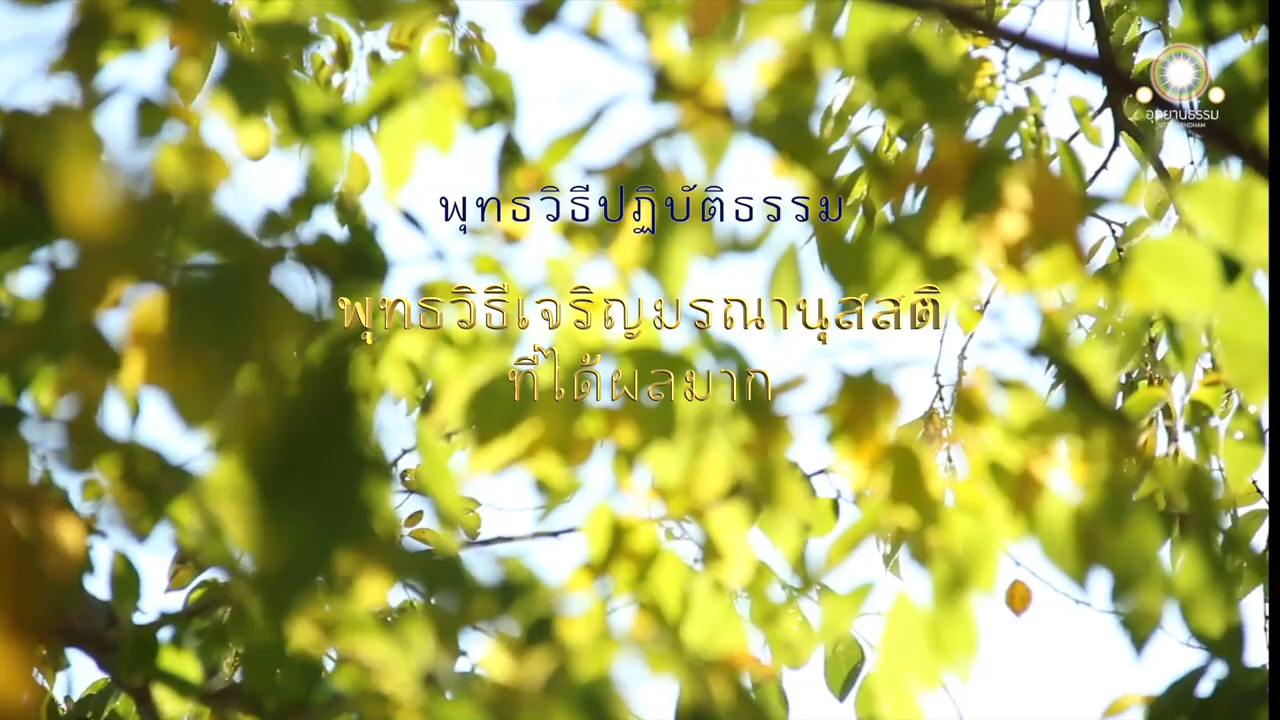 อุทยานธรรม
พุทธวิธีปฏิบัติธรรม
พุทธวิธีเจริญมรณานุสสติ
ที่ได้ผลมาก